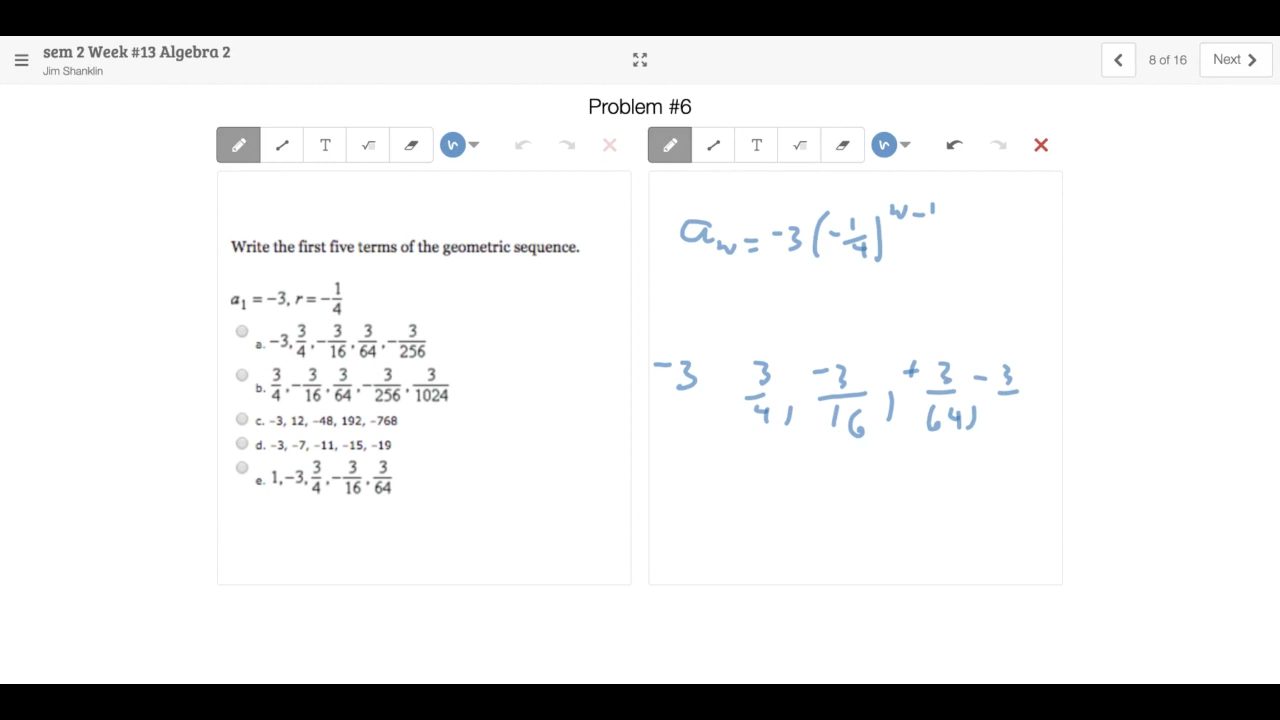 sem 2 Week #13 Algebra 2
Jim Shanklin
8 of 16
Next
Problem #6
T
√
T
√
Write the first five terms of the geometric sequence.
a₁ = −3, r = −1/4
a. −3, 3/4, −3/16, 3/64, −3/256
b. 3/4, −3/16, 3/64, −3/256, 3/1024
c. -3, 12, -48, 192, -768
d. -3, -7, -11, -15, -19
e. 1, −3, 3/4, −3/16, 3/64
aₙ = -3(-1/4)ⁿ⁻¹
-3 3/4, -3/16, +3/64, -3/